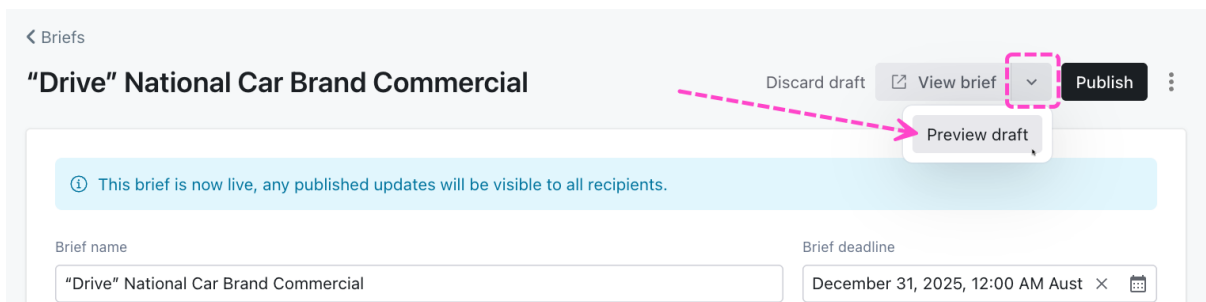 Briefs
“Drive” National Car Brand Commercial
Discard draft
View brief
Publish
Preview draft
This brief is now live, any published updates will be visible to all recipients.
Brief name
Brief deadline
“Drive” National Car Brand Commercial
December 31, 2025, 12:00 AM Aust